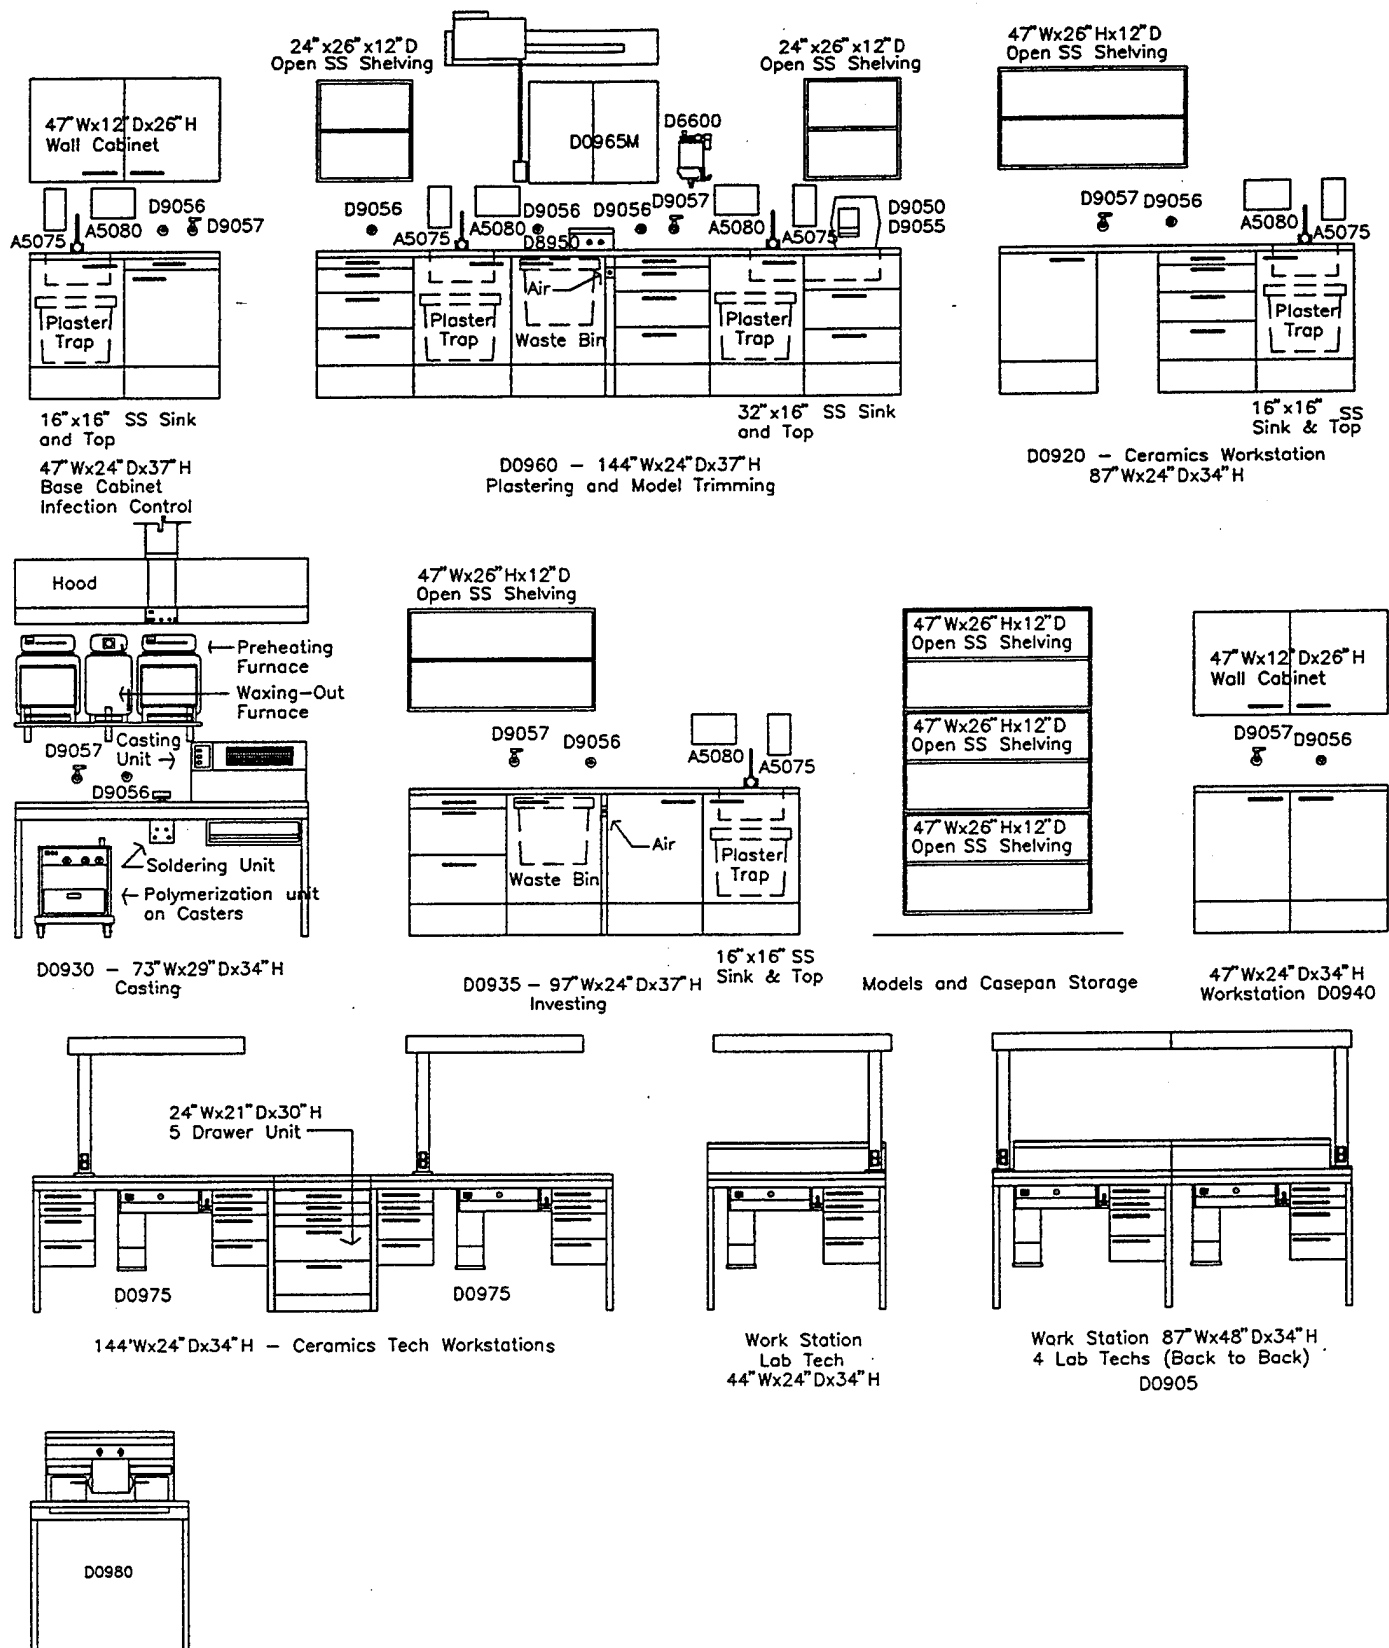 24"x26"x12"D
Open SS Shelving
24"x26"x12"D
Open SS Shelving
47"Wx26"Hx12"D
Open SS Shelving
47"Wx12"Dx26"H
Wall Cabinet
D0965M
D6600
A5075
A5080
D9056
D9057
D9056
A5075
A5080
D9056
D8950
D9056
D9057
A5080
A5075
D9050
D9055
D9057
D9056
A5080
A5075
Plaster
Trap
Plaster
Trap
Air
Waste Bin
Plaster
Trap
Plaster
Trap
16"x16" SS Sink
and Top
47"Wx24"Dx37"H
Base Cabinet
Infection Control
32"x16" SS Sink
and Top
D0960 - 144"Wx24"Dx37"H
Plastering and Model Trimming
16"x16" SS
Sink & Top
D0920 - Ceramics Workstation
87"Wx24"Dx34"H
Hood
Preheating
Furnace
Waxing-Out
Furnace
D9057
Casting
Unit
D9056
Soldering Unit
Polymerization unit
on Casters
D0930 - 73"Wx29"Dx34"H
Casting
47"Wx26"Hx12"D
Open SS Shelving
D9057
D9056
A5080
A5075
Air
Waste Bin
Plaster
Trap
16"x16" SS
Sink & Top
D0935 - 97"Wx24"Dx37"H
Investing
47"Wx26"Hx12"D
Open SS Shelving
47"Wx26"Hx12"D
Open SS Shelving
47"Wx26"Hx12"D
Open SS Shelving
Models and Casepan Storage
47"Wx12"Dx26"H
Wall Cabinet
D9057
D9056
47"Wx24"Dx34"H
Workstation D0940
24"Wx21"Dx30"H
5 Drawer Unit
D0975
D0975
144'Wx24"Dx34"H - Ceramics Tech Workstations
Work Station
Lab Tech
44"Wx24"Dx34"H
Work Station 87"Wx48"Dx34"H
4 Lab Techs (Back to Back)
D0905
D0980